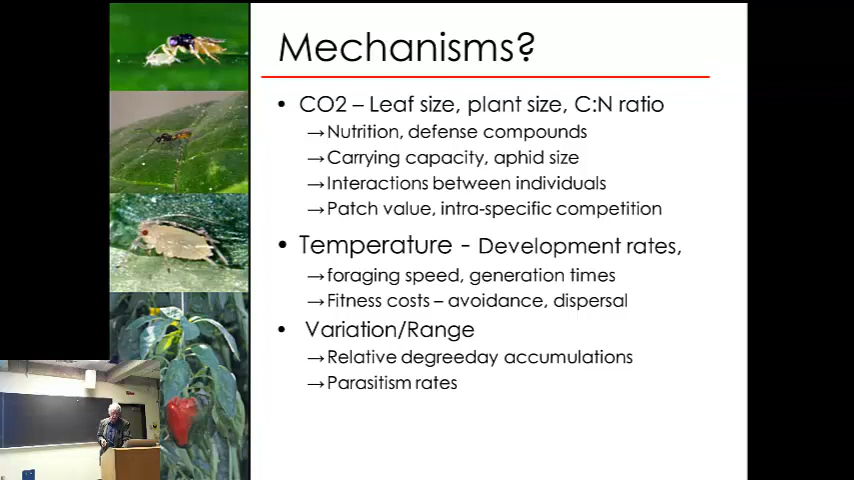 Mechanisms?
• CO2 – Leaf size, plant size, C:N ratio
→Nutrition, defense compounds
→Carrying capacity, aphid size
→Interactions between individuals
→Patch value, intra-specific competition
• Temperature - Development rates,
→foraging speed, generation times
→Fitness costs – avoidance, dispersal
• Variation/Range
→Relative degreeday accumulations
→Parasitism rates